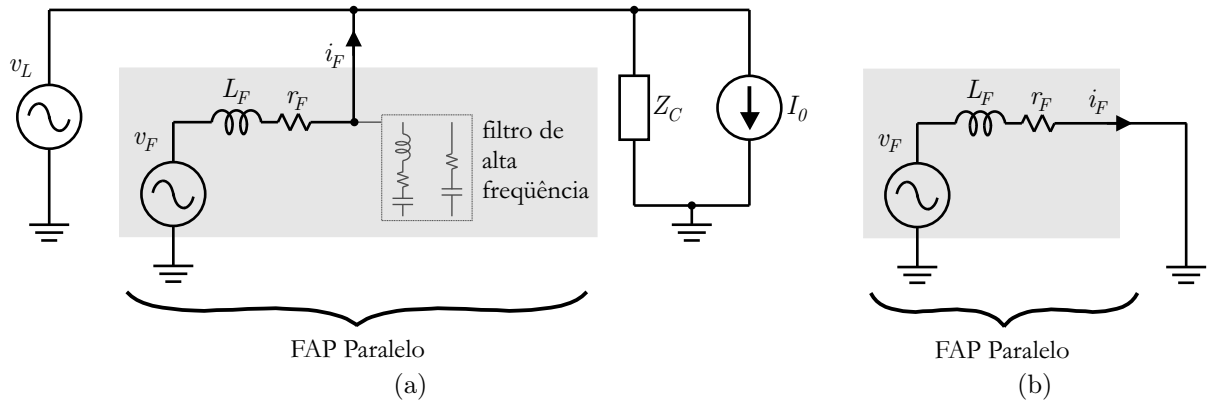 v_L
i_F
L_F
r_F
v_F
filtro de
alta
freqüência
Z_C
I_0
FAP Paralelo
(a)
L_F
r_F
i_F
v_F
FAP Paralelo
(b)